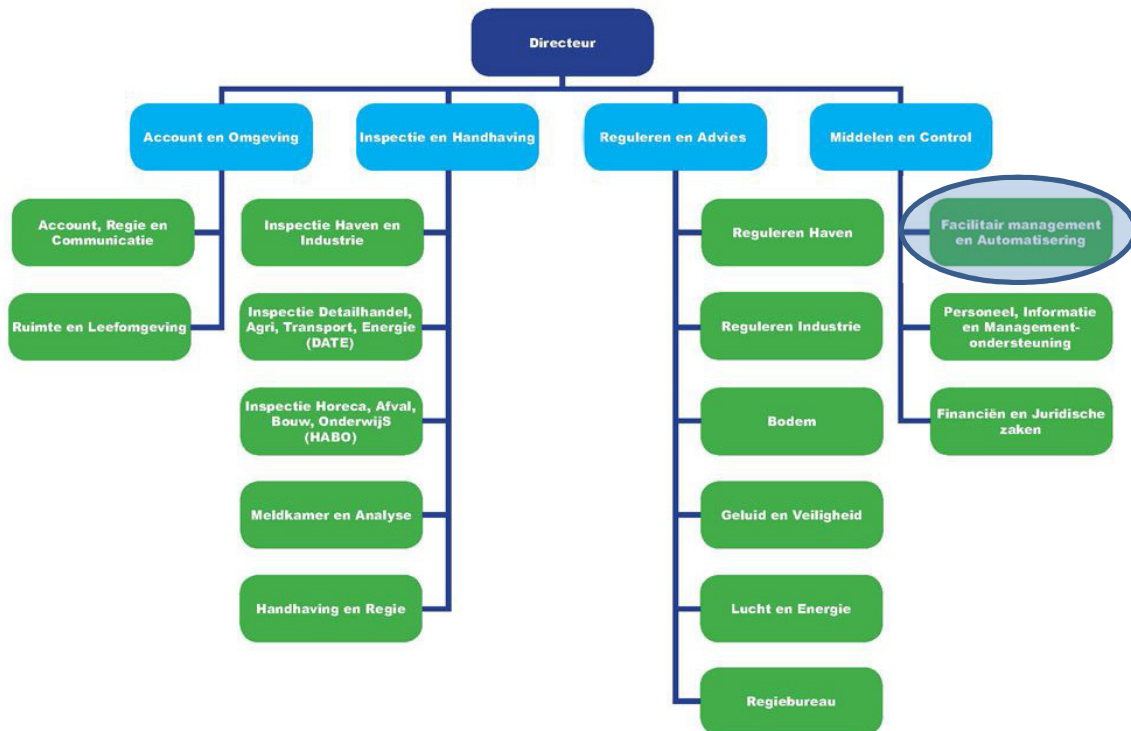 Directeur
Account en Omgeving
Inspectie en Handhaving
Reguleren en Advies
Middelen en Control
Account, Regie en
Communicatie
Ruimte en Leefomgeving
Inspectie Haven en
Industrie
Inspectie Detailhandel,
Agri, Transport, Energie
(DATE)
Inspectie Horeca, Afval,
Bouw, OnderwijS
(HABO)
Meldkamer en Analyse
Handhaving en Regie
Reguleren Haven
Reguleren Industrie
Bodem
Geluid en Veiligheid
Lucht en Energie
Regiebureau
Facilitair management
en Automatisering
Personeel, Informatie
en Management-
ondersteuning
Financiën en Juridische
zaken